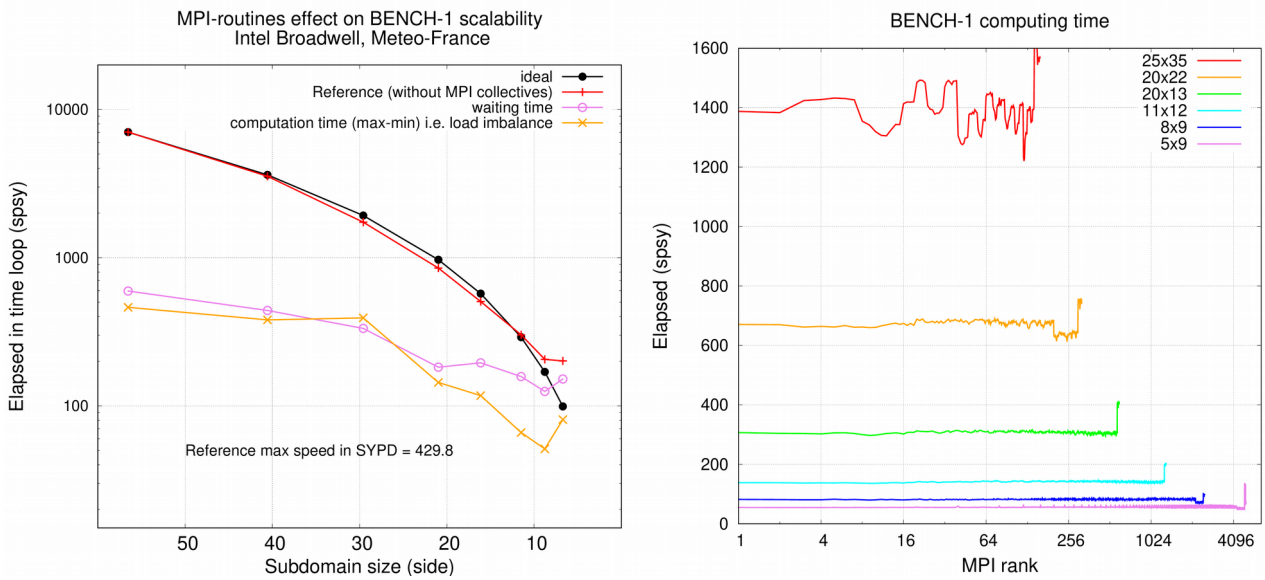 MPI-routines effect on BENCH-1 scalability
Intel Broadwell, Meteo-France
ideal
Reference (without MPI collectives)
waiting time
computation time (max-min) i.e. load imbalance
10000
1000
100
Elapsed in time loop (spsy)
Reference max speed in SYPD = 429.8
50 40 30 20 10
Subdomain size (side)
BENCH-1 computing time
25x35
20x22
20x13
11x12
8x9
5x9
1600
1400
1200
1000
800
600
400
200
0
Elapsed (spsy)
1 4 16 64 256 1024 4096
MPI rank